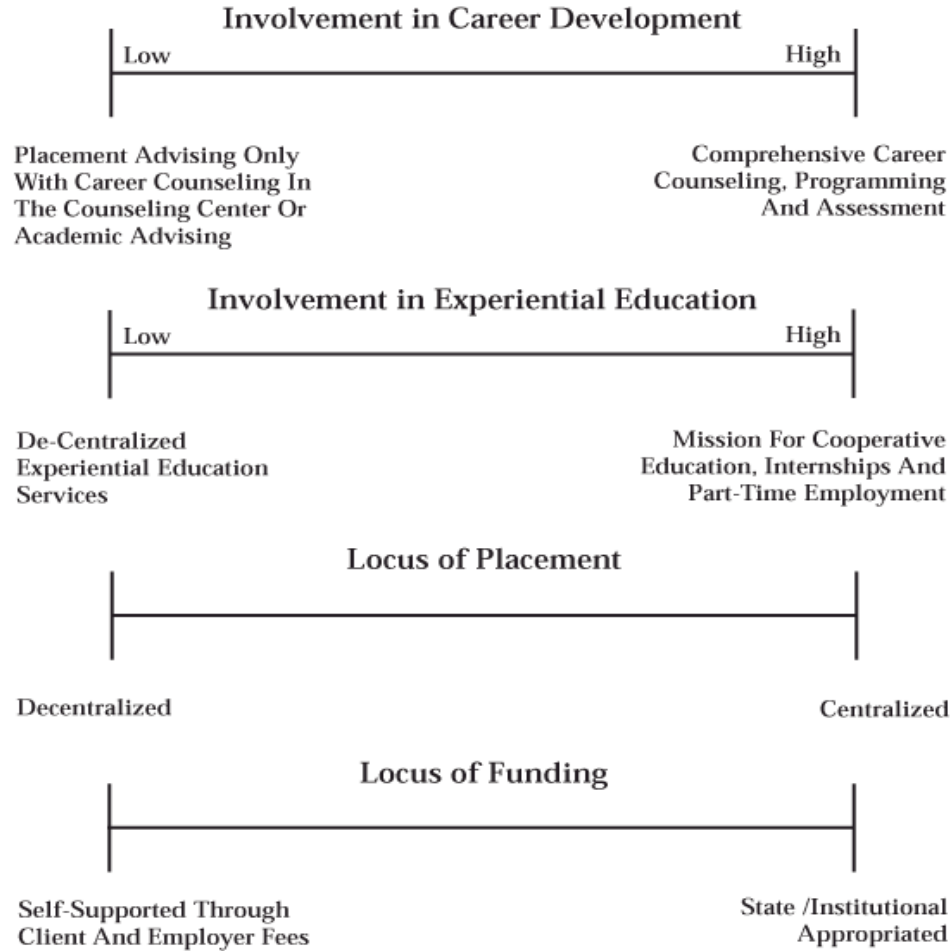 Involvement in Career Development
Low
High
Placement Advising Only
With Career Counseling In
The Counseling Center Or
Academic Advising
Comprehensive Career
Counseling, Programming
And Assessment
Involvement in Experiential Education
Low
High
De-Centralized
Experiential Education
Services
Mission For Cooperative
Education, Internships And
Part-Time Employment
Locus of Placement
Decentralized
Centralized
Locus of Funding
Self-Supported Through
Client And Employer Fees
State /Institutional
Appropriated